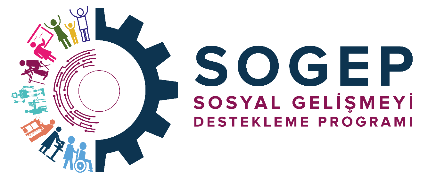 SOGEP
SOSYAL GELİŞMEYİ
DESTEKLEME PROGRAMI